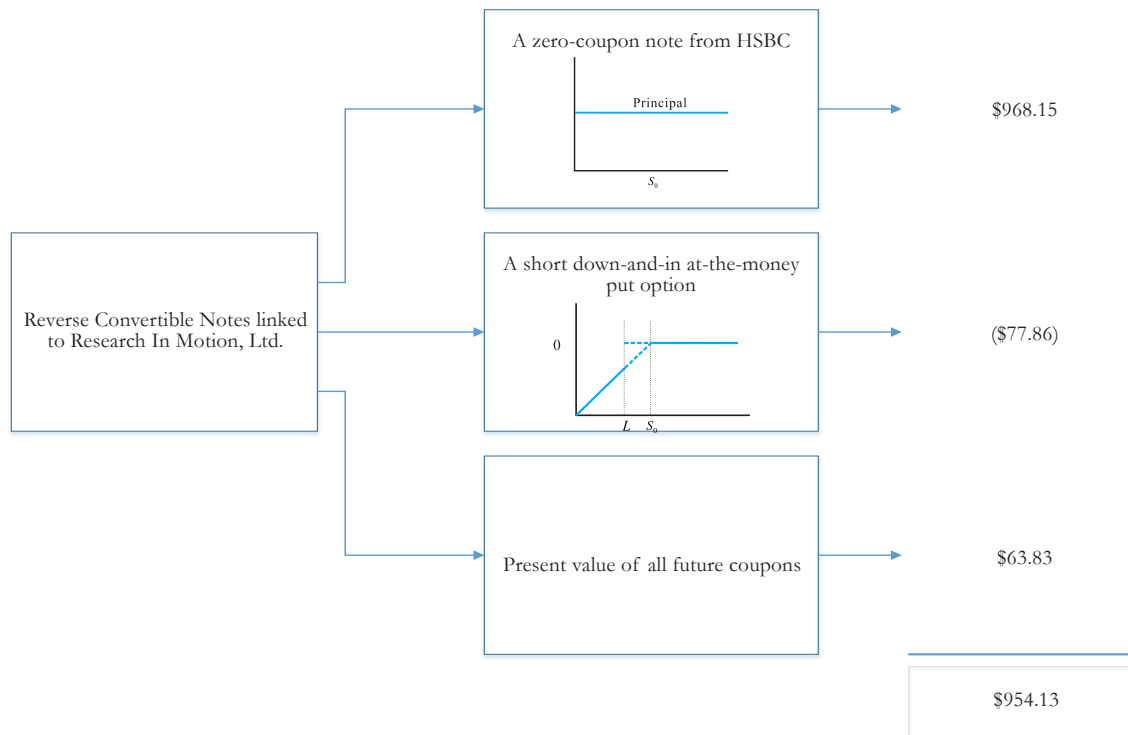 A zero-coupon note from HSBC
Principal
S₀
$968.15
Reverse Convertible Notes linked
to Research In Motion, Ltd.
A short down-and-in at-the-money
put option
0
L S₀
($77.86)
Present value of all future coupons
$63.83
$954.13